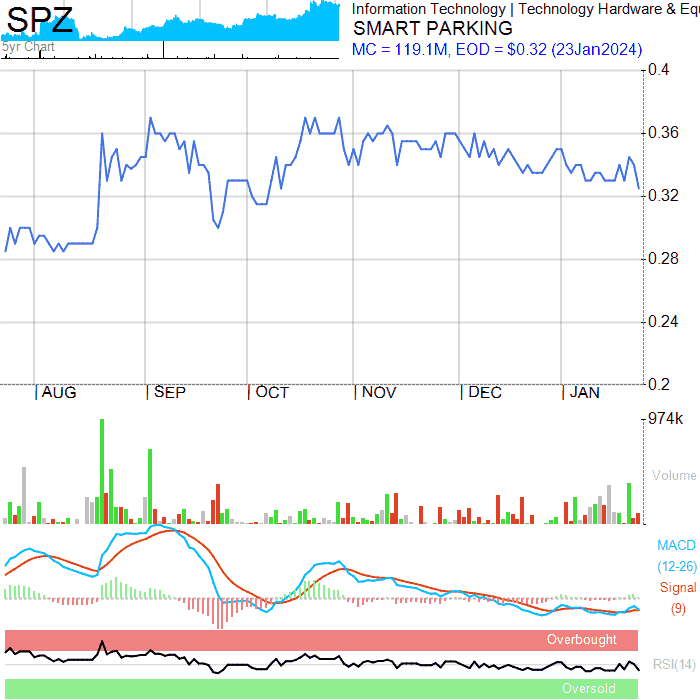 SPZ
5yr Chart
Information Technology | Technology Hardware & Equ
SMART PARKING
MC = 119.1M, EOD = $0.32 (23Jan2024)
0.4
0.36
0.32
0.28
0.24
0.2
|AUG |SEP |OCT |NOV |DEC |JAN
974k
Volume
MACD
(12-26)
Signal
(9)
Overbought
RSI(14)
Oversold